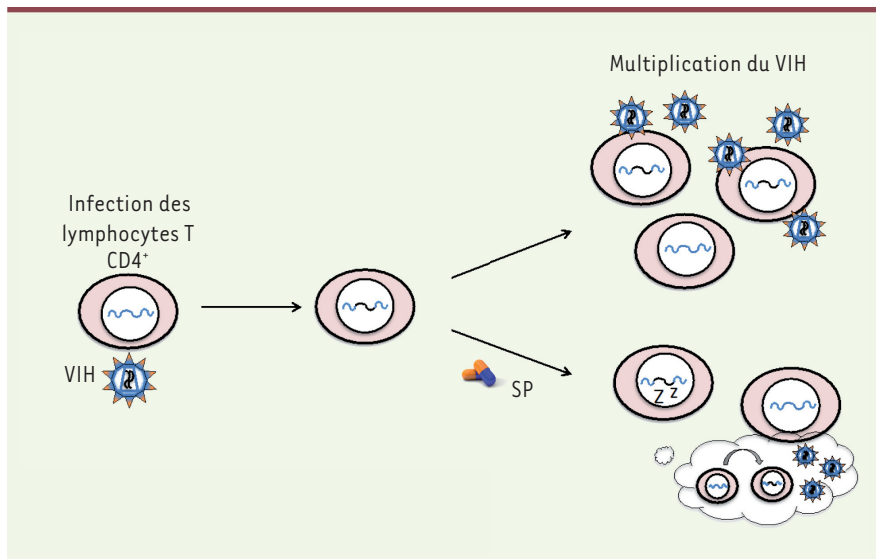 Multiplication du VIH
Infection des
lymphocytes T
CD4⁺
VIH
SP
Z z